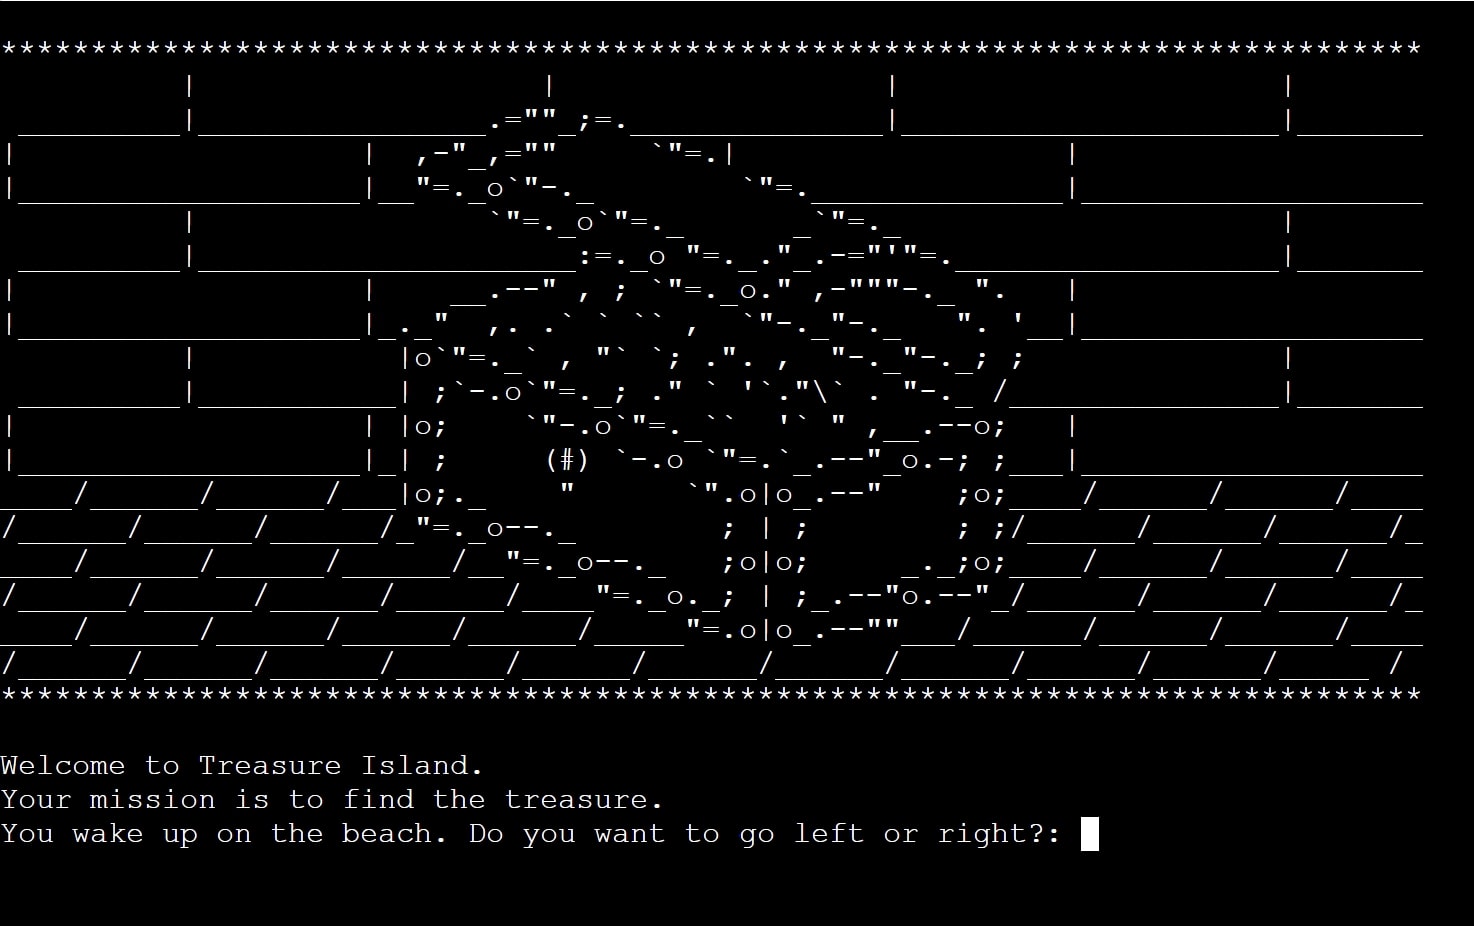 Welcome to Treasure Island.
Your mission is to find the treasure.
You wake up on the beach. Do you want to go left or right?: